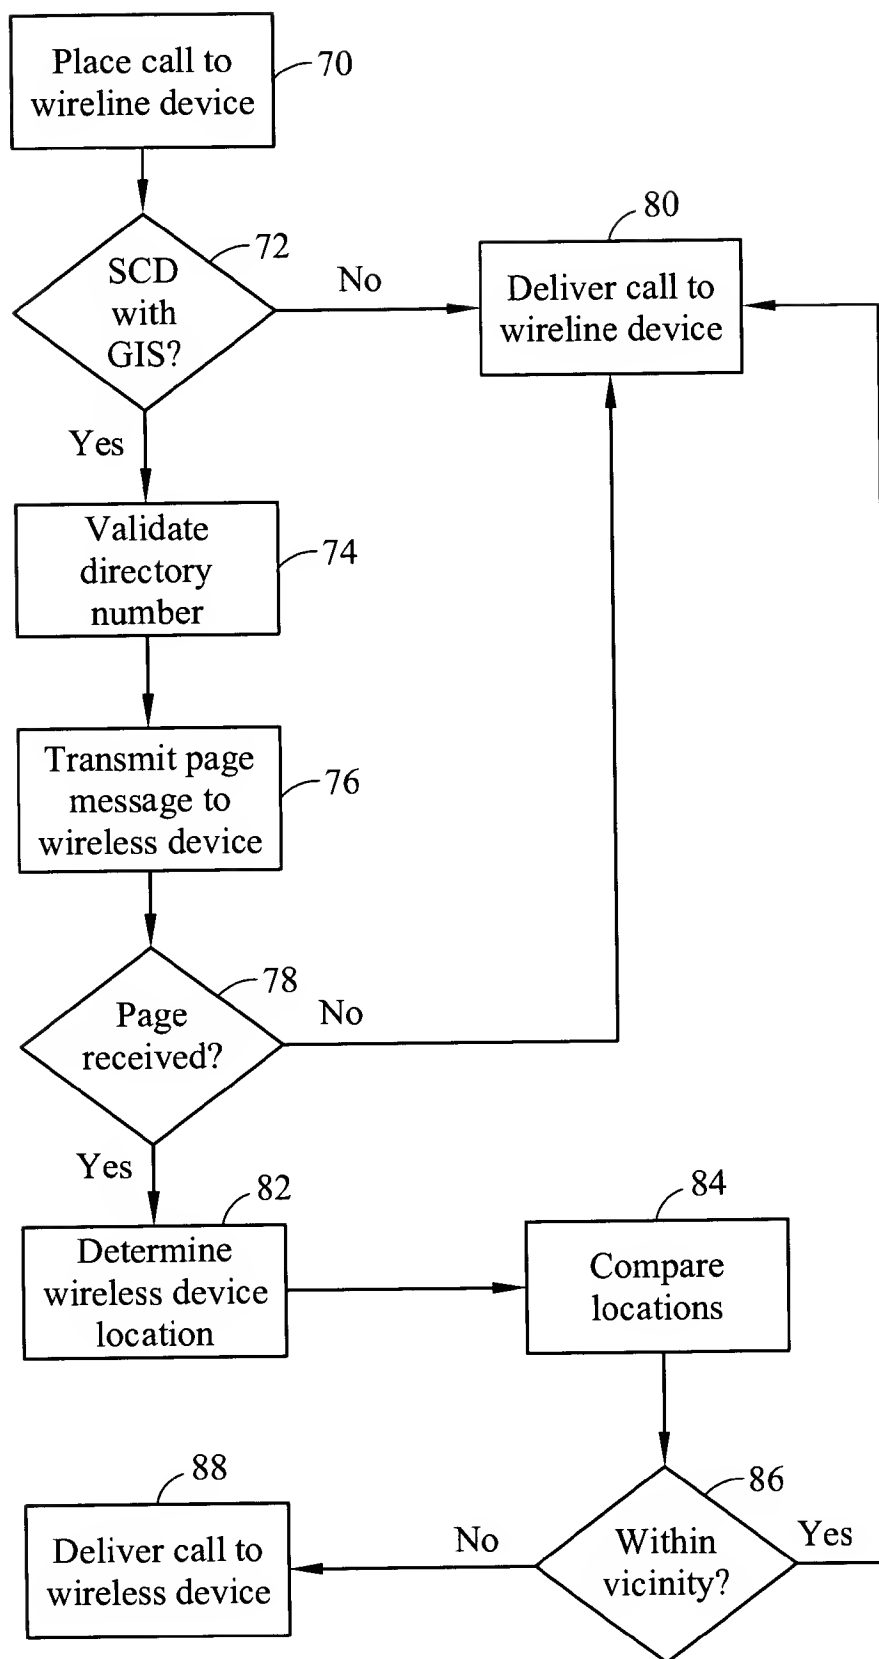 Place call to
wireline device
70
SCD
with
GIS?
72
No
Yes
80
Deliver call to
wireline device
Validate
directory
number
74
Transmit page
message to
wireless device
76
Page
received?
78
No
Yes
82
Determine
wireless device
location
84
Compare
locations
86
Within
vicinity?
No
Yes
88
Deliver call to
wireless device